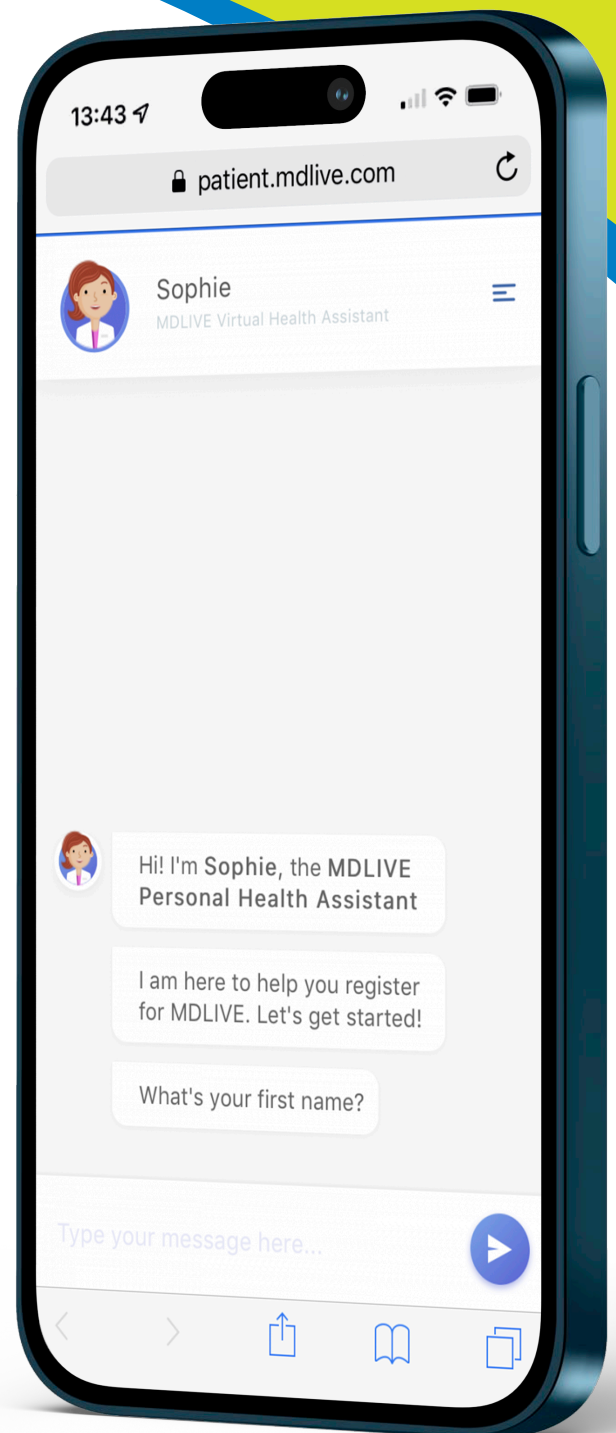 13:43
patient.mdlive.com
Sophie
MDLIVE Virtual Health Assistant
Hi! I'm Sophie, the MDLIVE
Personal Health Assistant
I am here to help you register
for MDLIVE. Let's get started!
What's your first name?
Type your message here...